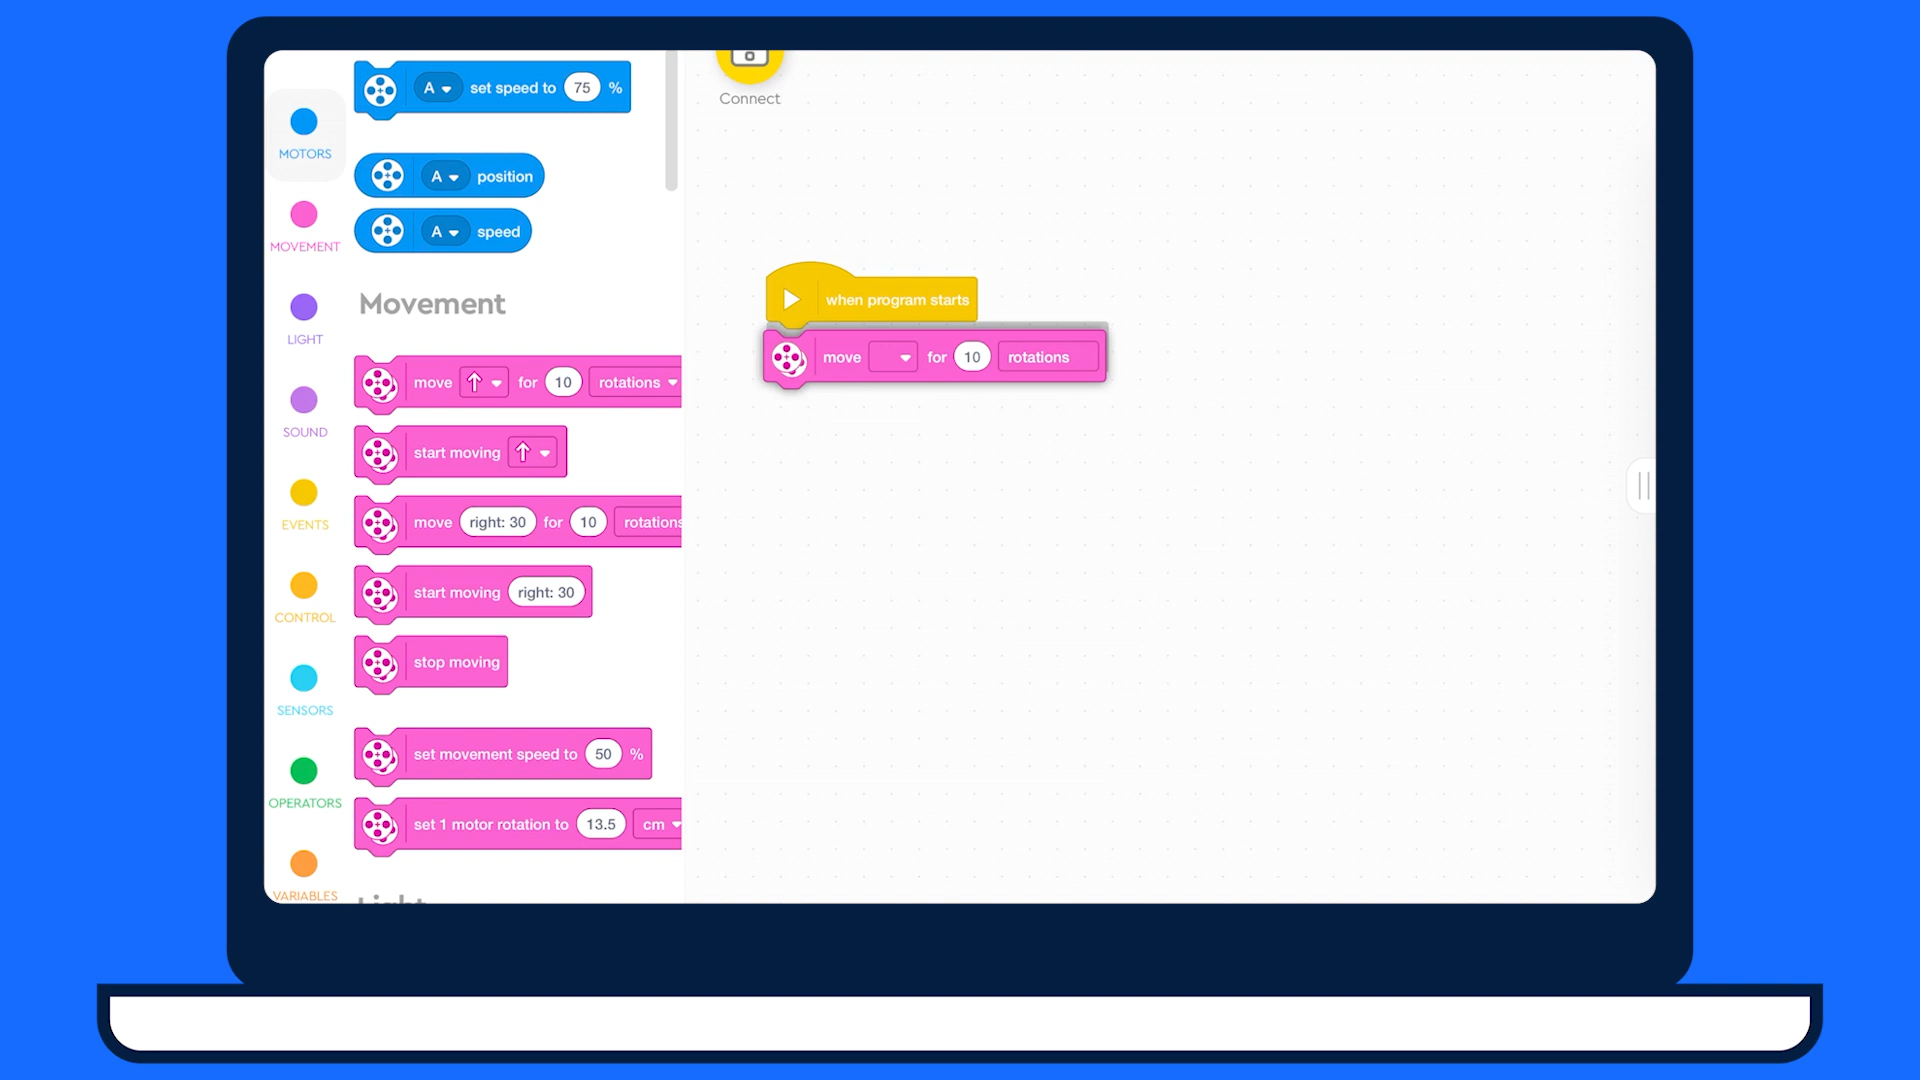 A set speed to 75 %
Connect
MOTORS
A position
MOVEMENT
A speed
Movement
when program starts
LIGHT
move for 10 rotations
move for 10 rotations
SOUND
start moving
EVENTS
move right: 30 for 10 rotations
CONTROL
start moving right: 30
SENSORS
stop moving
set movement speed to 50 %
OPERATORS
set 1 motor rotation to 13.5 cm
VARIABLES
Light